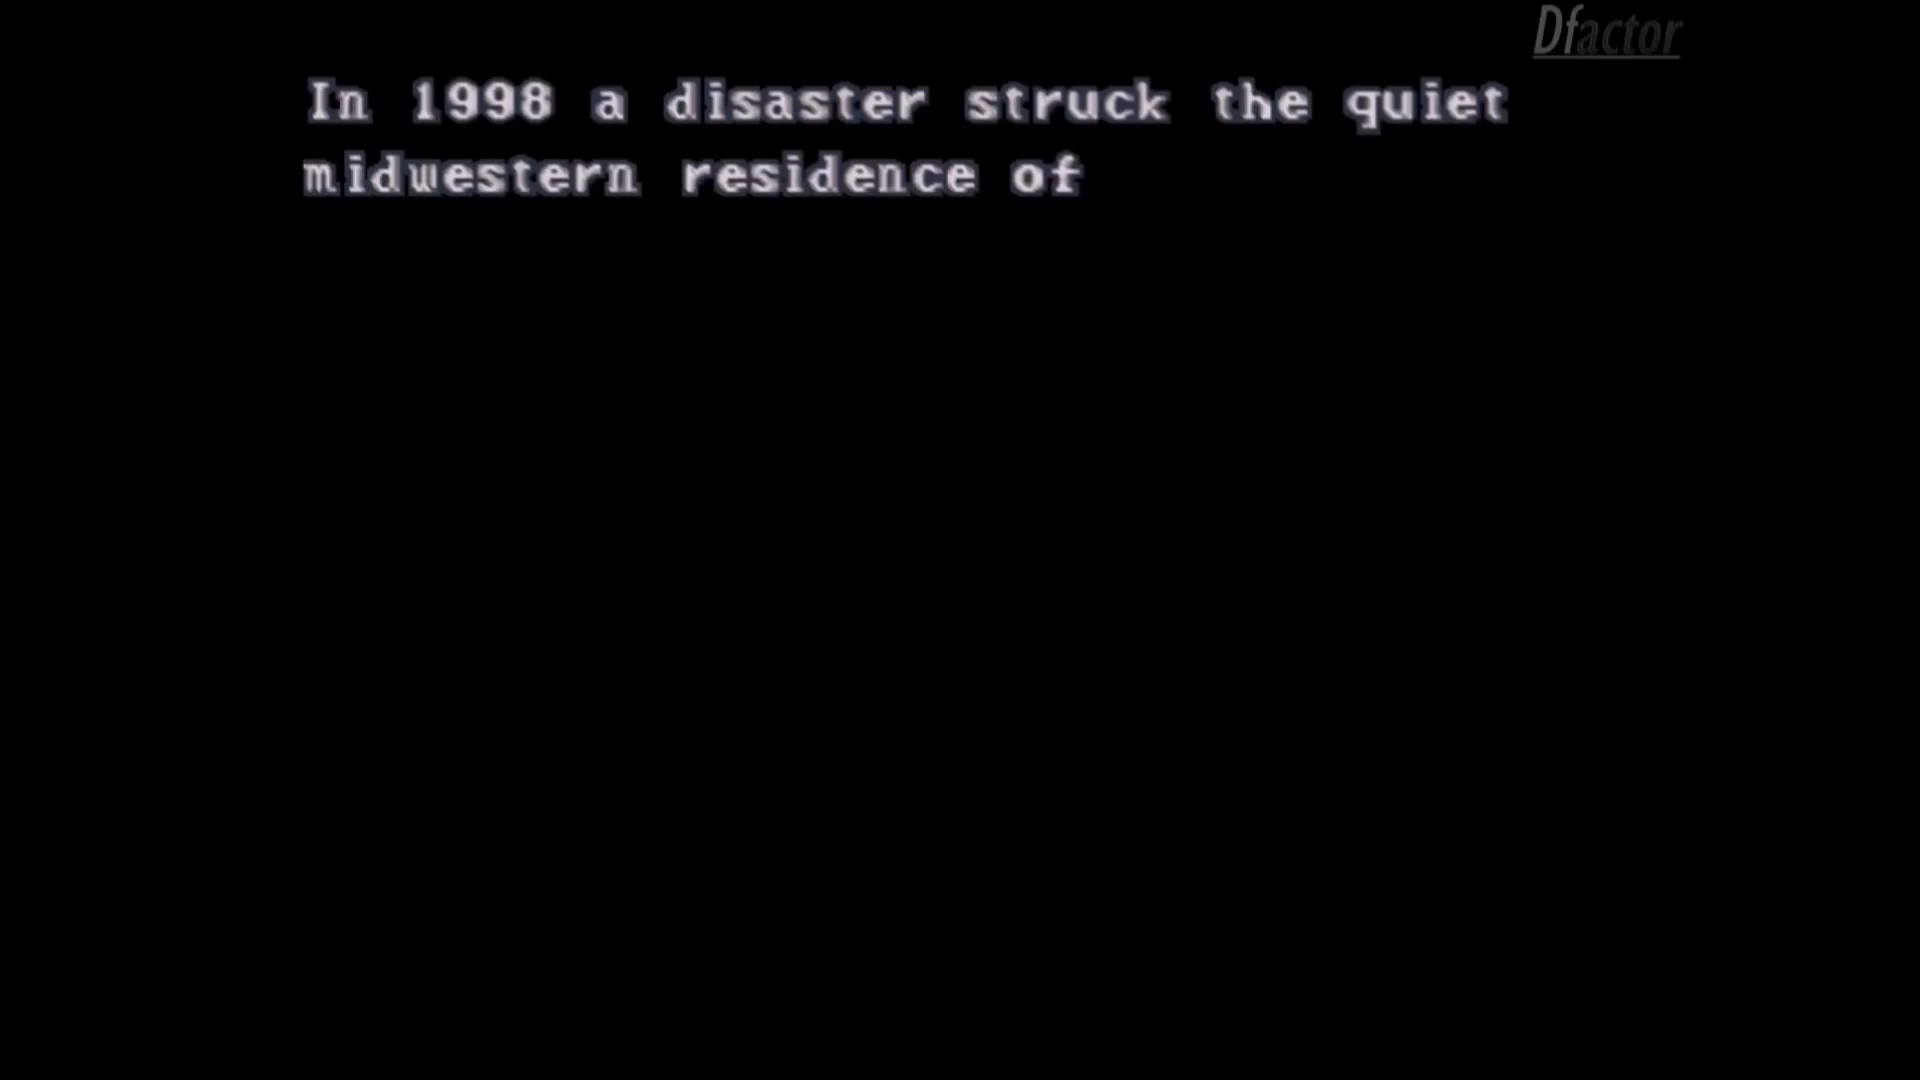 Dfactor
In 1998 a disaster struck the quiet
midwestern residence of